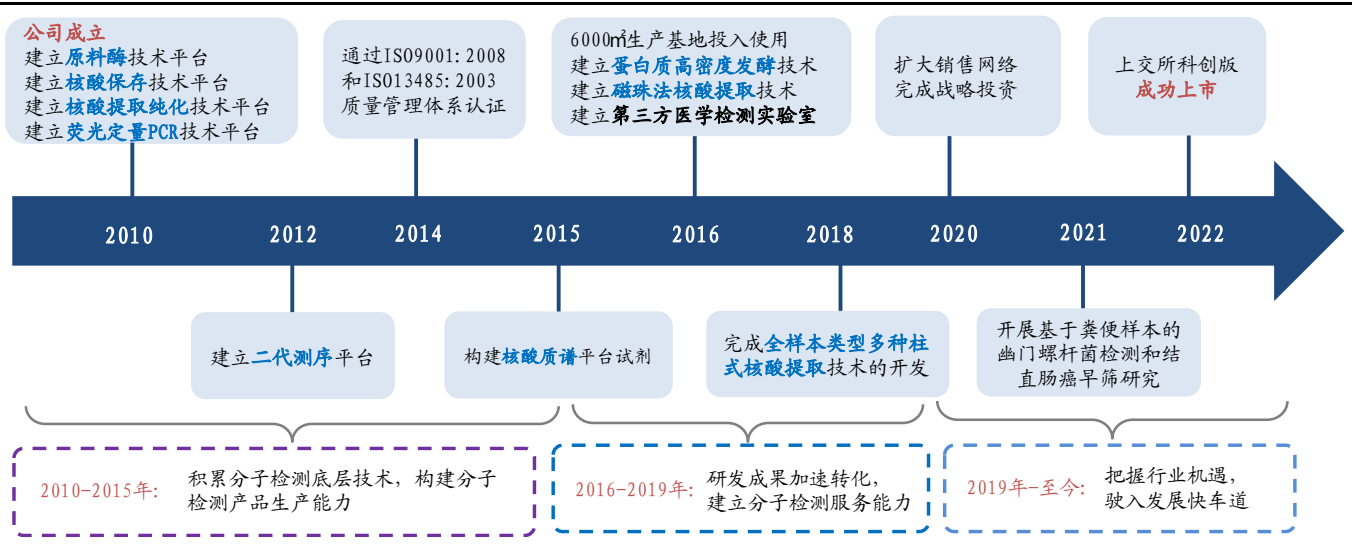 公司成立
建立原料酶技术平台
建立核酸保存技术平台
建立核酸提取纯化技术平台
建立荧光定量PCR技术平台
通过ISO9001:2008
和ISO13485:2003
质量管理体系认证
6000㎡生产基地投入使用
建立蛋白质高密度发酵技术
建立磁珠法核酸提取技术
建立第三方医学检测实验室
扩大销售网络
完成战略投资
上交所科创版
成功上市
2010
2012
2014
2015
2016
2018
2020
2021
2022
建立二代测序平台
构建核酸质谱平台试剂
完成全样本类型多种柱
式核酸提取技术的开发
开展基于粪便样本的
幽门螺杆菌检测和结
直肠癌早筛研究
2010-2015年:
积累分子检测底层技术，构建分子
检测产品生产能力
2016-2019年:
研发成果加速转化，
建立分子检测服务能力
2019年-至今:
把握行业机遇，
驶入发展快车道